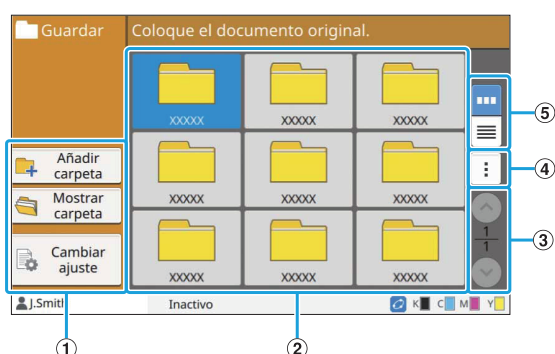 Guardar
Coloque el documento original.
XXXXX XXXXX XXXXX
Añadir
carpeta
Mostrar
carpeta
Cambiar
ajuste
XXXXX XXXXX XXXXX
XXXXX XXXXX XXXXX
1
1
J.Smith
Inactivo
K C M Y
5
4
3
1
2